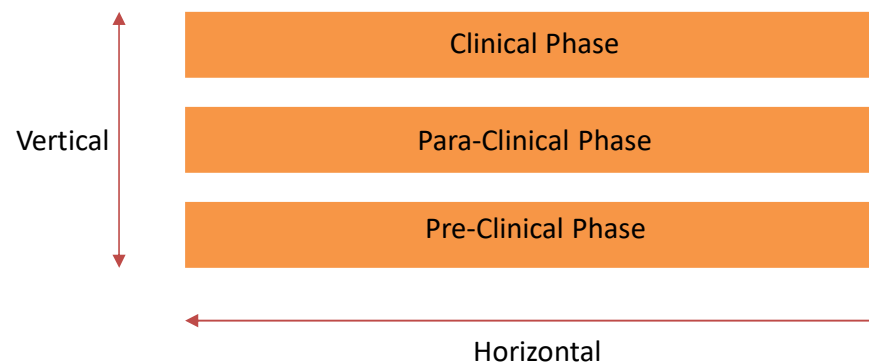 Clinical Phase
Vertical
Para-Clinical Phase
Pre-Clinical Phase
Horizontal